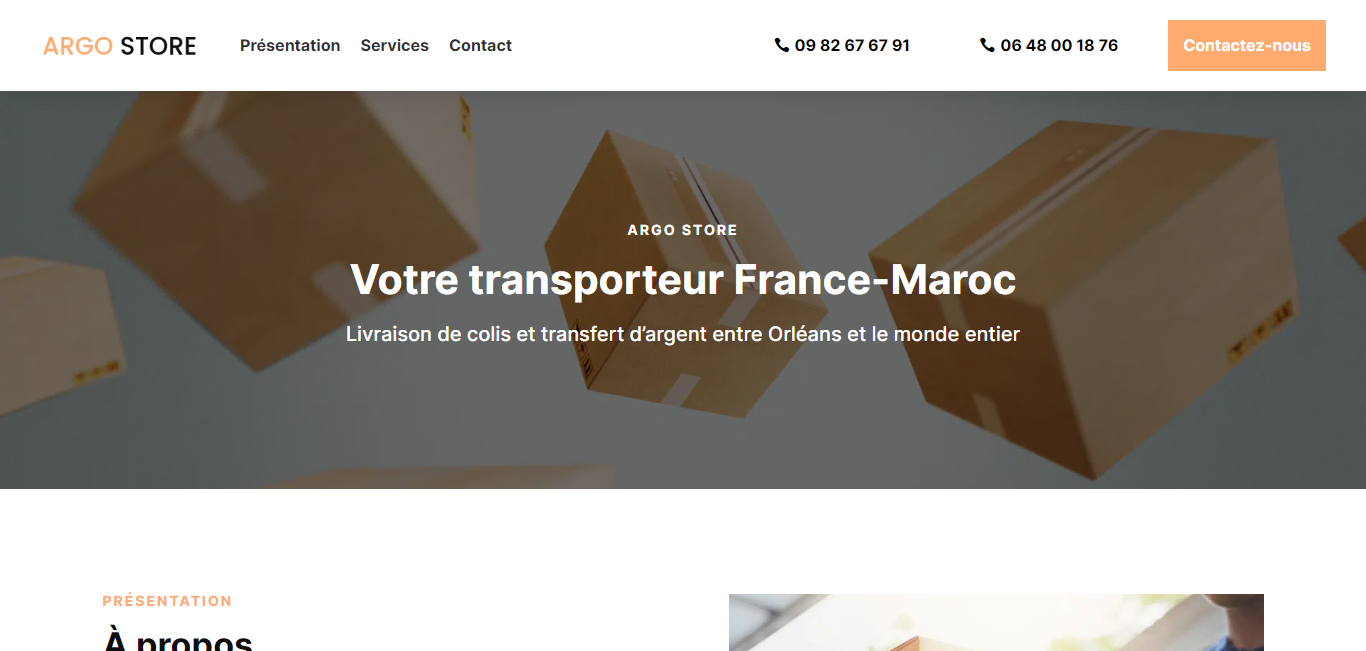 ARGO STORE
Présentation
Services
Contact
09 82 67 67 91
06 48 00 18 76
Contactez-nous
ARGO STORE
Votre transporteur France-Maroc
Livraison de colis et transfert d’argent entre Orléans et le monde entier
PRÉSENTATION
À propos